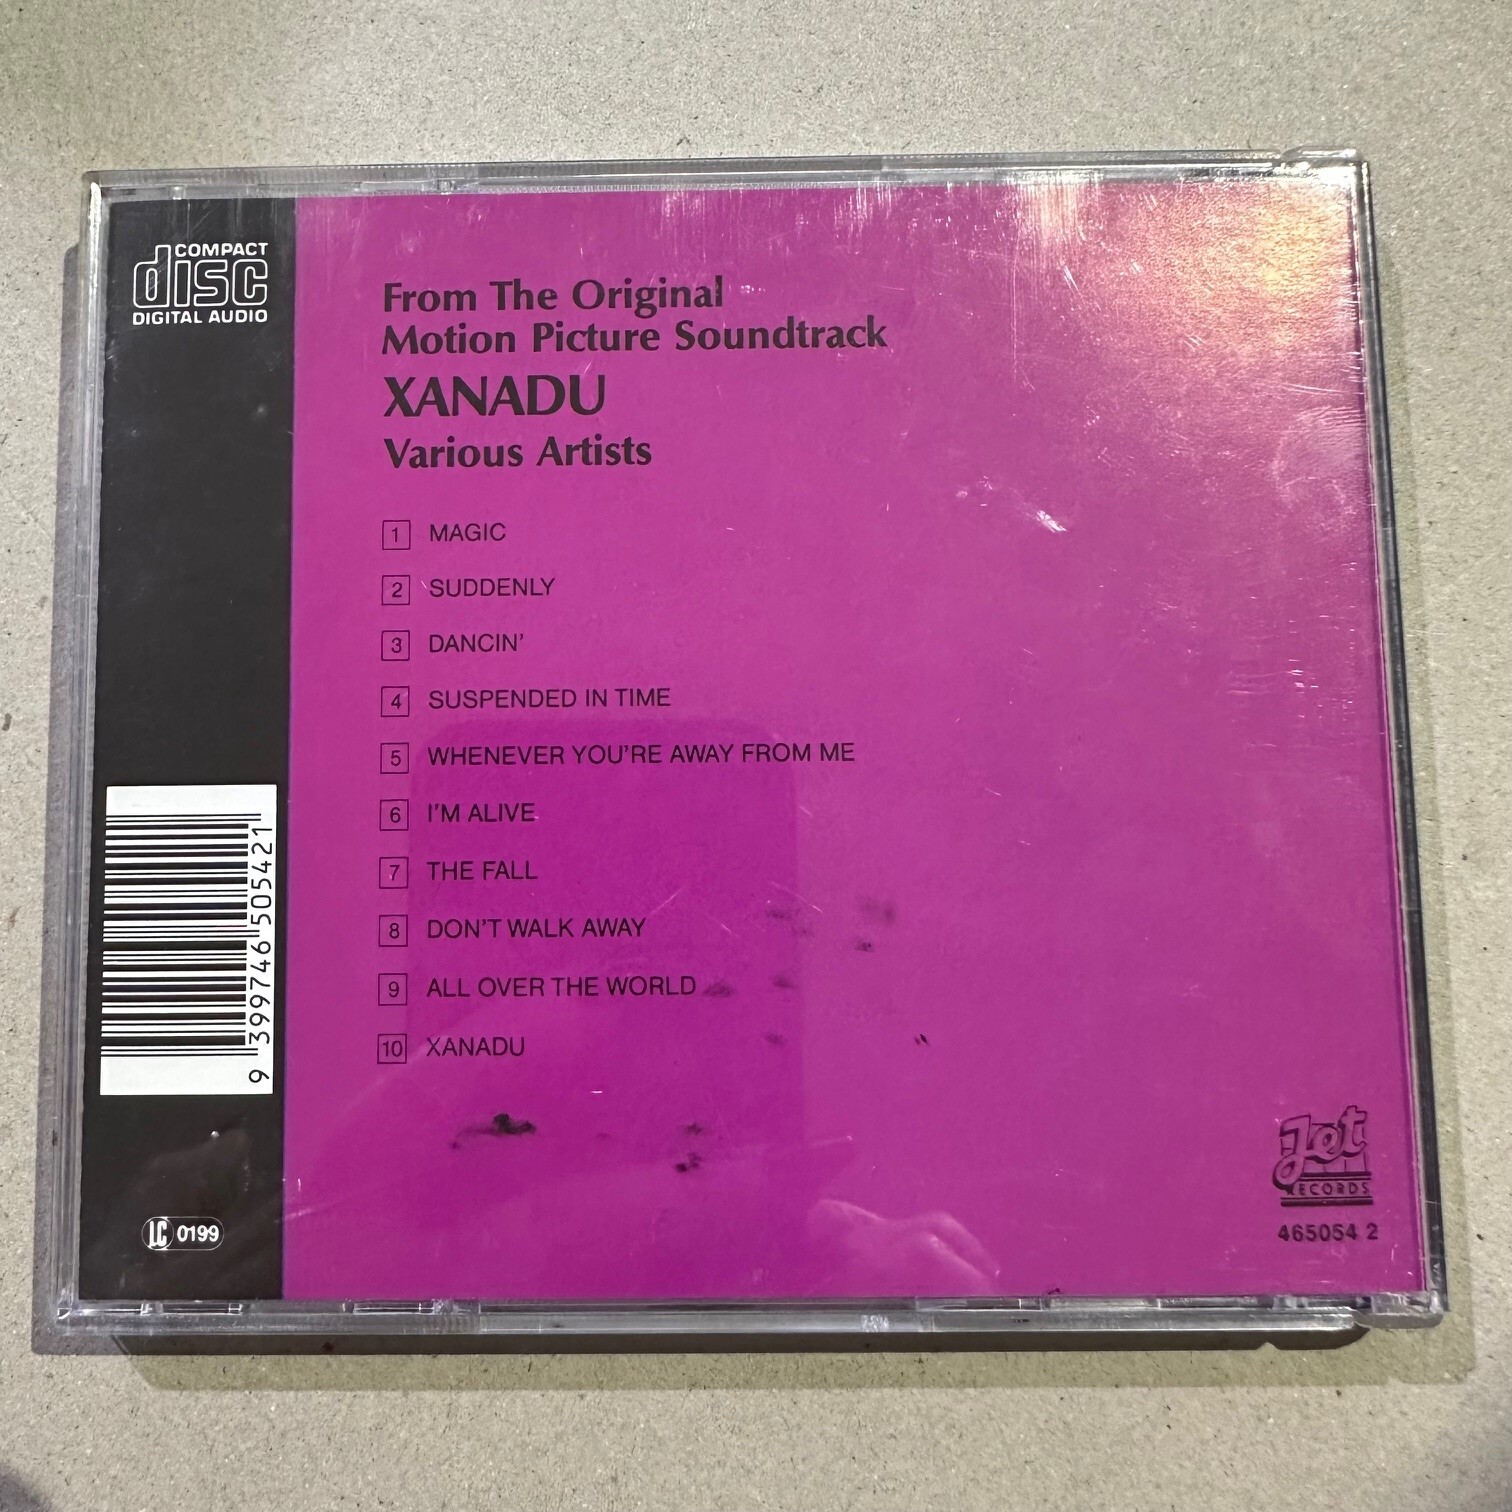 COMPACT
disc
DIGITAL AUDIO
From The Original
Motion Picture Soundtrack
XANADU
Various Artists
1 MAGIC
2 SUDDENLY
3 DANCIN'
4 SUSPENDED IN TIME
5 WHENEVER YOU'RE AWAY FROM ME
6 I'M ALIVE
7 THE FALL
8 DON'T WALK AWAY
9 ALL OVER THE WORLD
10 XANADU
9 399746 505421
LC 0199
Jet
RECORDS
465054 2